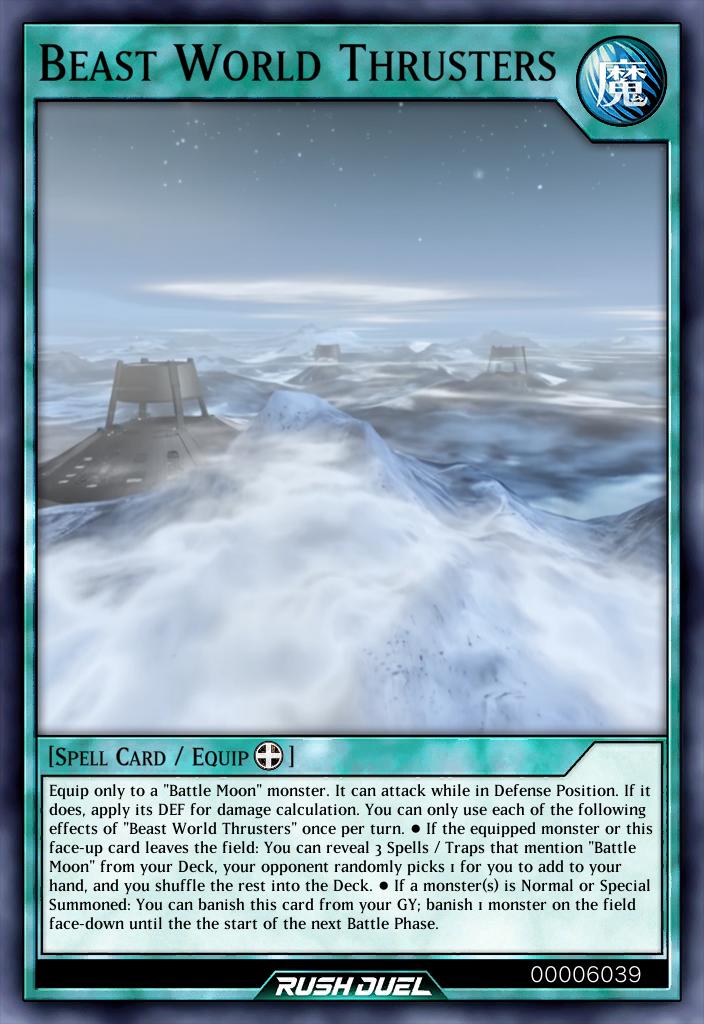 Beast World Thrusters
魔
[Spell Card / Equip]
Equip only to a "Battle Moon" monster. It can attack while in Defense Position. If it
does, apply its DEF for damage calculation. You can only use each of the following
effects of "Beast World Thrusters" once per turn. ● If the equipped monster or this
face-up card leaves the field: You can reveal 3 Spells / Traps that mention "Battle
Moon" from your Deck, your opponent randomly picks 1 for you to add to your
hand, and you shuffle the rest into the Deck. ● If a monster(s) is Normal or Special
Summoned: You can banish this card from your GY; banish 1 monster on the field
face-down until the the start of the next Battle Phase.
00006039
RUSH DUEL